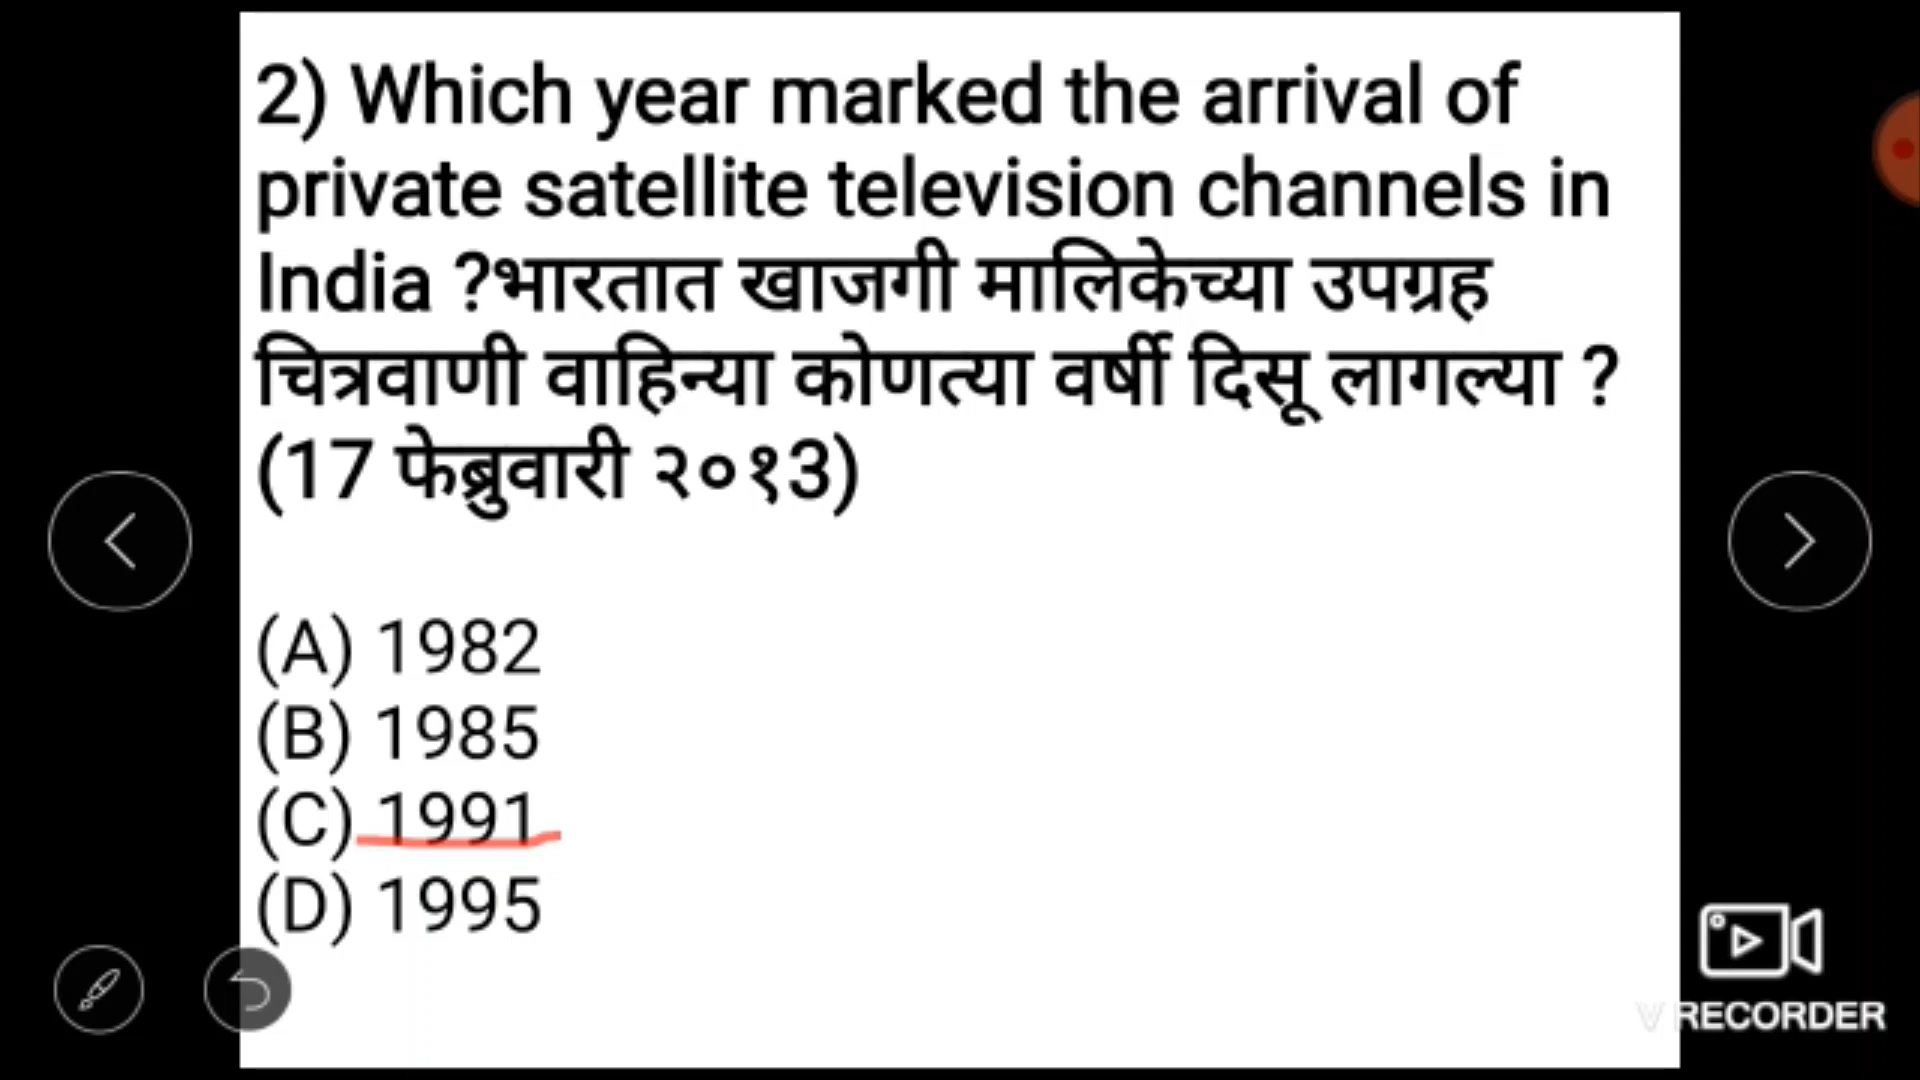 2) Which year marked the arrival of
private satellite television channels in
India ?भारतात खाजगी मालिकेच्या उपग्रह
चित्रवाणी वाहिन्या कोणत्या वर्षी दिसू लागल्या ?
(17 फेब्रुवारी २०१3)
(A) 1982
(B) 1985
(C) 1991
(D) 1995
V RECORDER